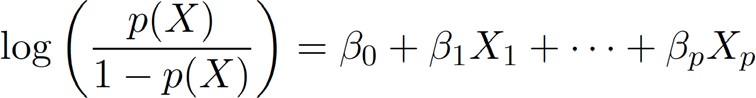 log ( p(X) / (1 − p(X)) ) = β₀ + β₁X₁ + ⋯ + βₚXₚ